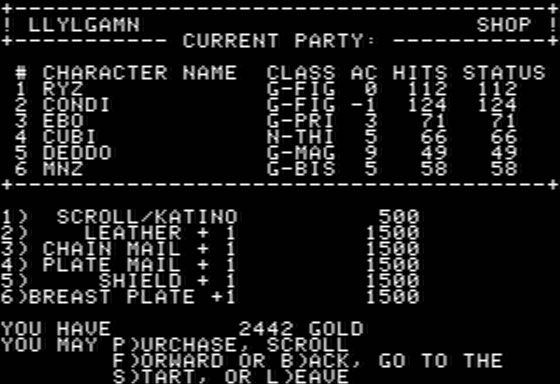 +--------------------------------------+
! LLYLGAMN                        SHOP !
+----------- CURRENT PARTY: -----------+
 # CHARACTER NAME  CLASS AC HITS STATUS
 1 RYZ             G-FIG  0  112  112
 2 CONDI           G-FIG -1  124  124
 3 EBO             G-PRI  3   71   71
 4 CUBI            N-THI  5   66   66
 5 DEDDO           G-MAG  9   49   49
 6 MNZ             G-BIS  5   58   58
+--------------------------------------+
1)  SCROLL/KATINO          500
2)    LEATHER + 1         1500
3) CHAIN MAIL + 1         1500
4) PLATE MAIL + 1         1500
5)     SHIELD + 1         1500
6)BREAST PLATE +1         1500
YOU HAVE         2442 GOLD
YOU MAY P)URCHASE, SCROLL
        F)ORWARD OR B)ACK, GO TO THE
        S)TART, OR L)EAVE